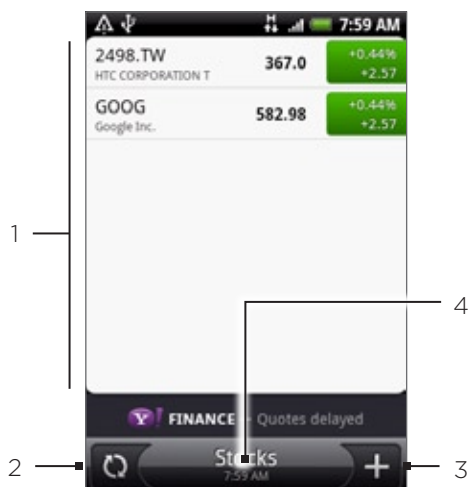 7:59 AM
2498.TW 367.0 +0.44%
HTC CORPORATION T +2.57
GOOG 582.98 +0.44%
Google Inc. +2.57
1
4
Y! FINANCE - Quotes delayed
2 Stocks 3
7:59 AM